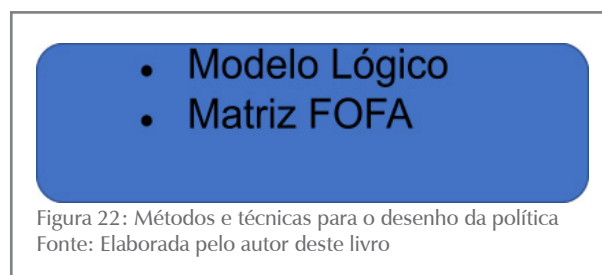 • Modelo Lógico
• Matriz FOFA
Figura 22: Métodos e técnicas para o desenho da política
Fonte: Elaborada pelo autor deste livro